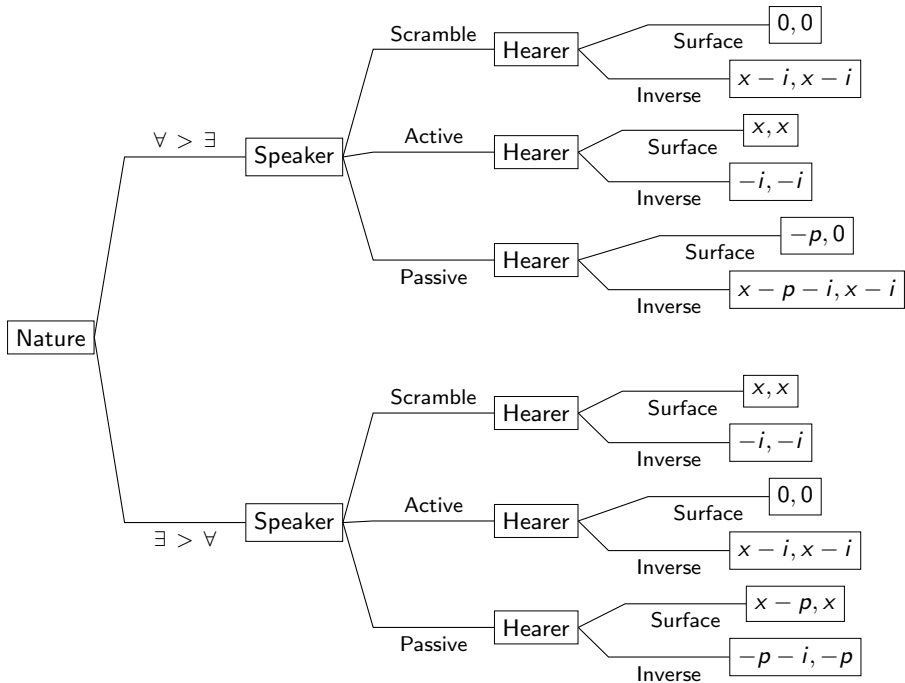 Scramble
Hearer
Surface
0, 0
Inverse
x − i, x − i
∀ < ∃
Speaker
Active
Hearer
Surface
x, x
Inverse
−i, −i
Passive
Hearer
Surface
−p, 0
Inverse
x − p − i, x − i
Nature
Scramble
Hearer
Surface
x, x
Inverse
−i, −i
∃ < ∀
Speaker
Active
Hearer
Surface
0, 0
Inverse
x − i, x − i
Passive
Hearer
Surface
x − p, x
Inverse
−p − i, −p